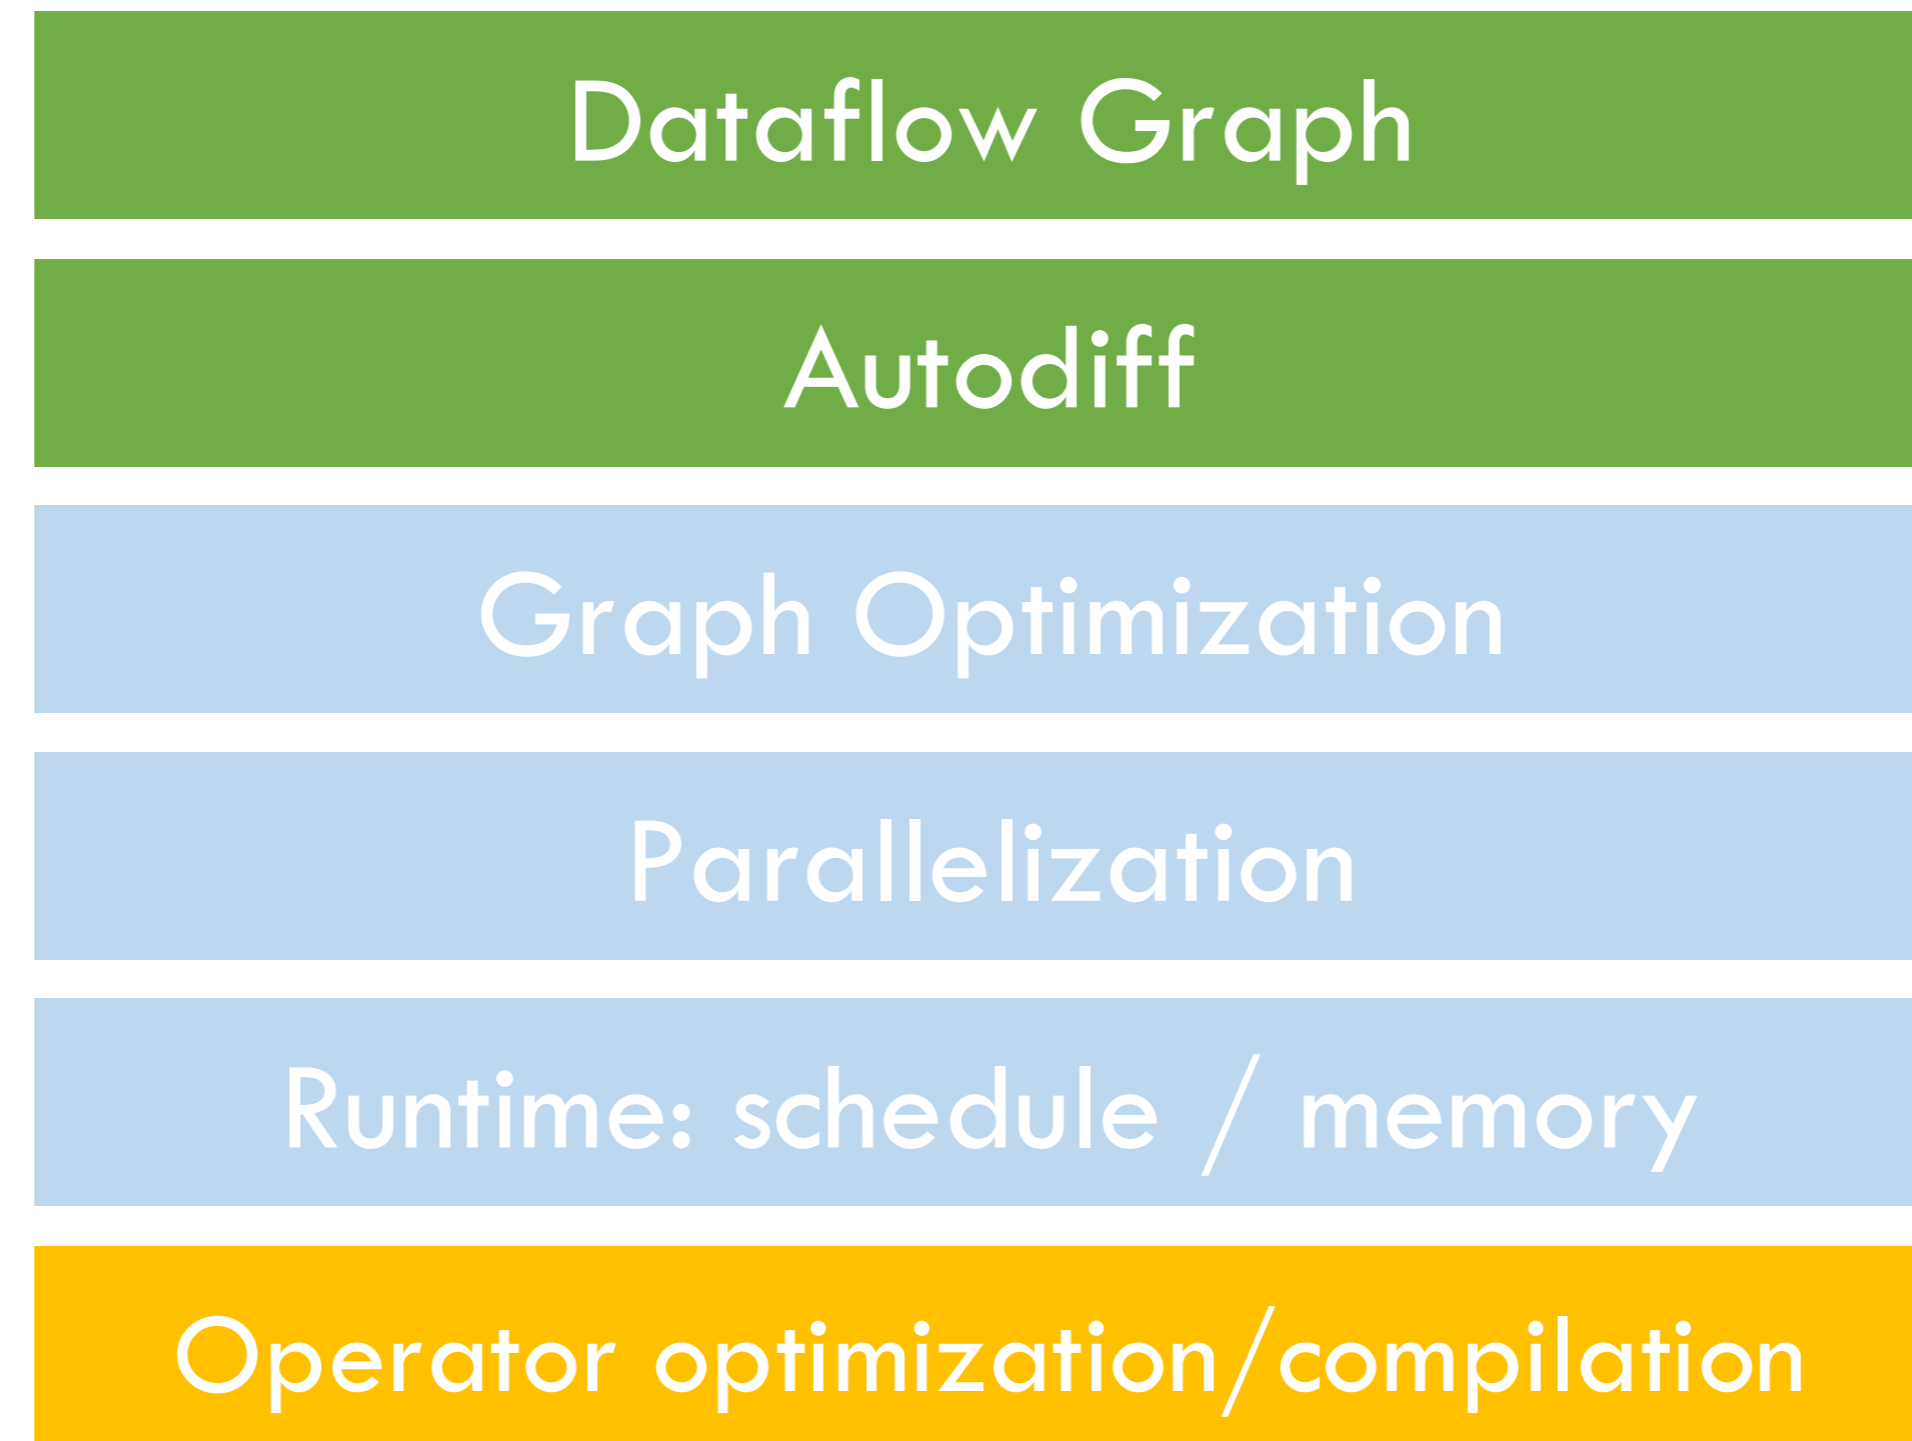 Dataflow Graph
Autodiff
Graph Optimization
Parallelization
Runtime: schedule / memory
Operator optimization/compilation